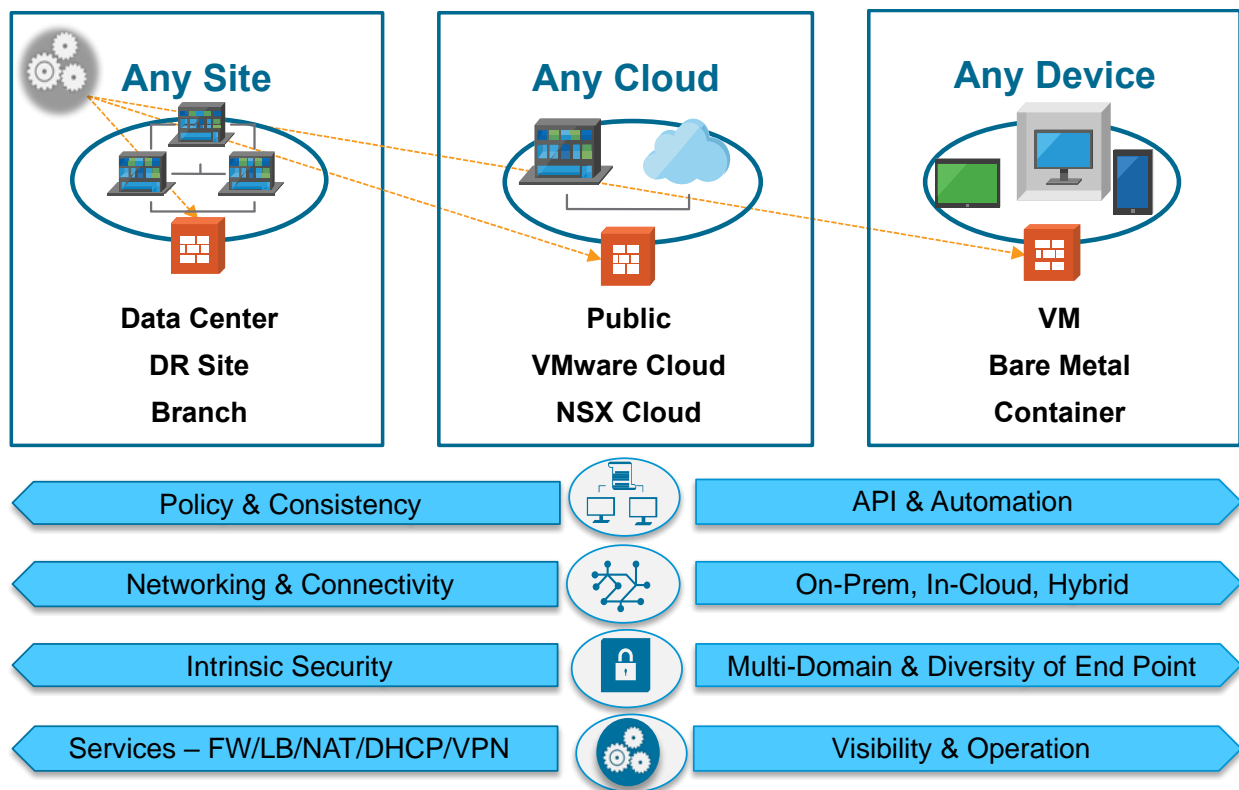 Any Site
Any Cloud
Any Device
Data Center
DR Site
Branch
Public
VMware Cloud
NSX Cloud
VM
Bare Metal
Container
Policy & Consistency
API & Automation
Networking & Connectivity
On-Prem, In-Cloud, Hybrid
Intrinsic Security
Multi-Domain & Diversity of End Point
Services – FW/LB/NAT/DHCP/VPN
Visibility & Operation